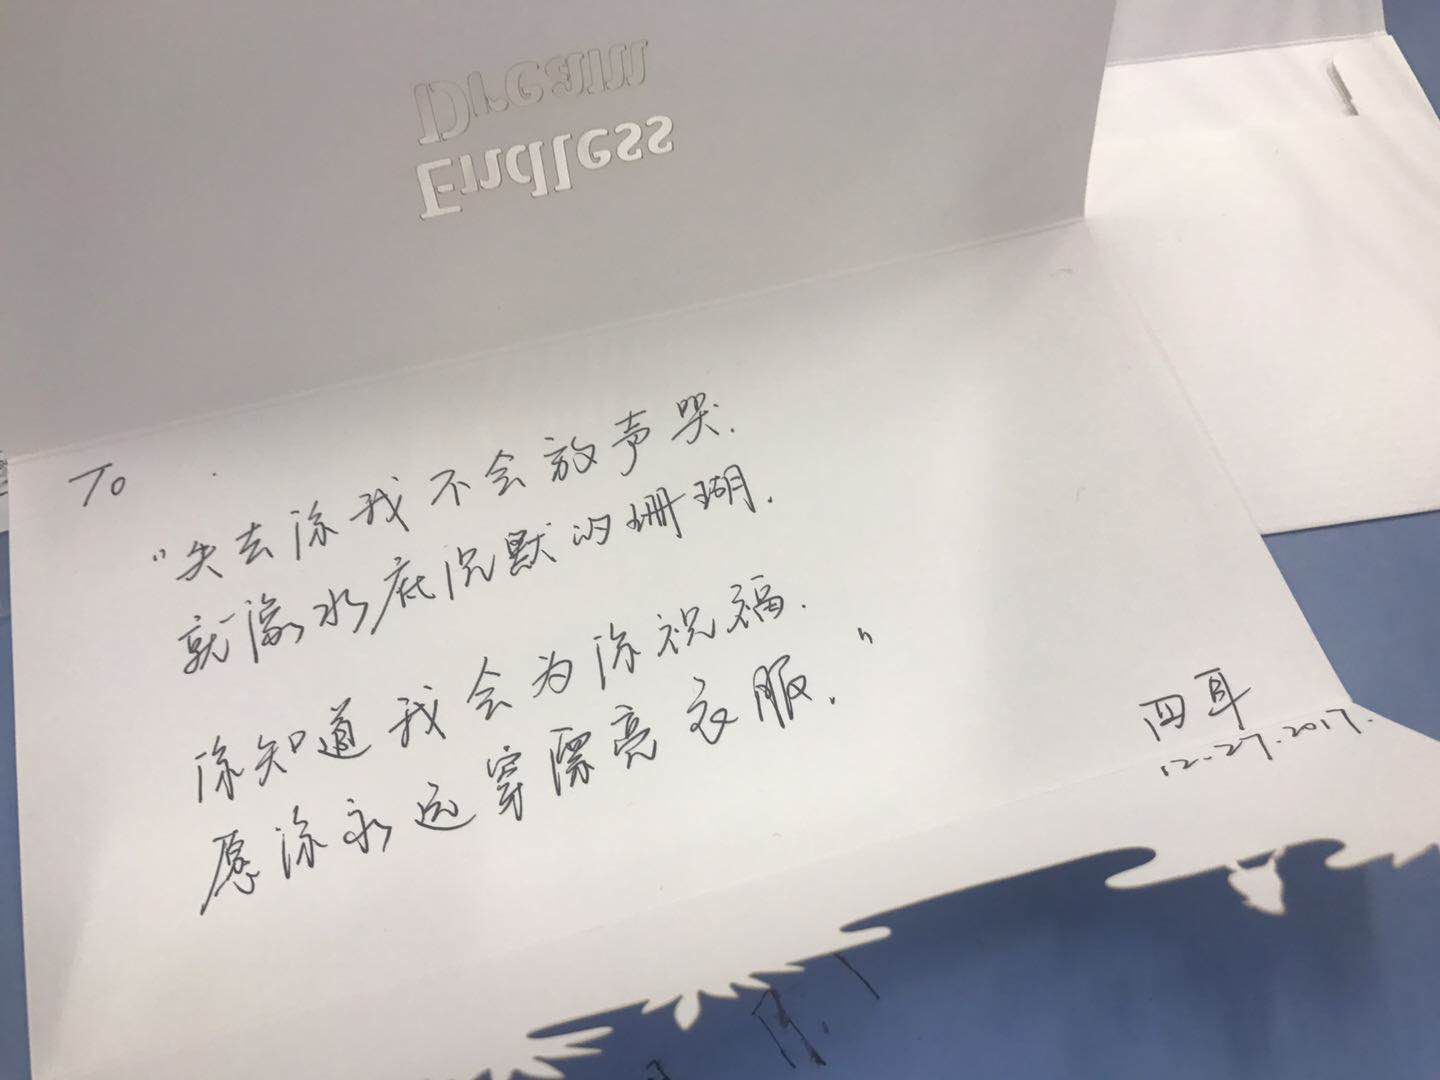 Endless
Dream
To
"失去你我不会放声哭.
就像水底沉默的珊瑚.
你知道我会为你祝福.
愿你永远穿漂亮衣服."
四耳
12.27.2017.